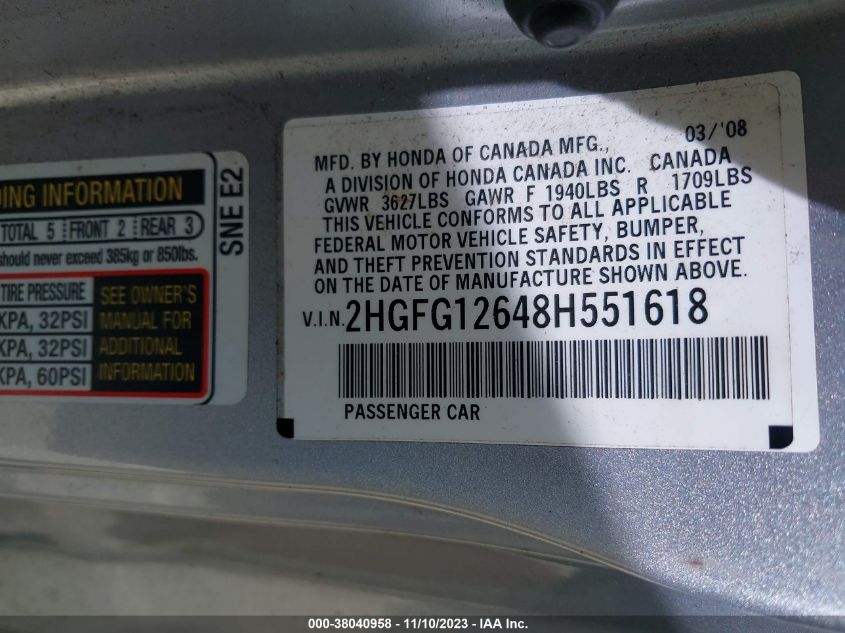 DING INFORMATION
TOTAL 5 FRONT 2 REAR 3
should never exceed 385kg or 850lbs.
TIRE PRESSURE
KPA, 32PSI
KPA, 32PSI
KPA, 60PSI
SEE OWNER'S
MANUAL FOR
ADDITIONAL
INFORMATION
SNE E2
03/'08
MFD. BY HONDA OF CANADA MFG.,
A DIVISION OF HONDA CANADA INC. CANADA
GVWR 3627LBS GAWR F 1940LBS R 1709LBS
THIS VEHICLE CONFORMS TO ALL APPLICABLE
FEDERAL MOTOR VEHICLE SAFETY, BUMPER,
AND THEFT PREVENTION STANDARDS IN EFFECT
ON THE DATE OF MANUFACTURE SHOWN ABOVE.
V.I.N. 2HGFG12648H551618
PASSENGER CAR
000-38040958 - 11/10/2023 - IAA Inc.